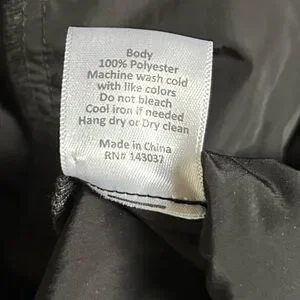 Body
100% Polyester
Machine wash cold
with like colors
Do not bleach
Cool iron if needed
Hang dry or Dry clean
Made in China
RN# 143037